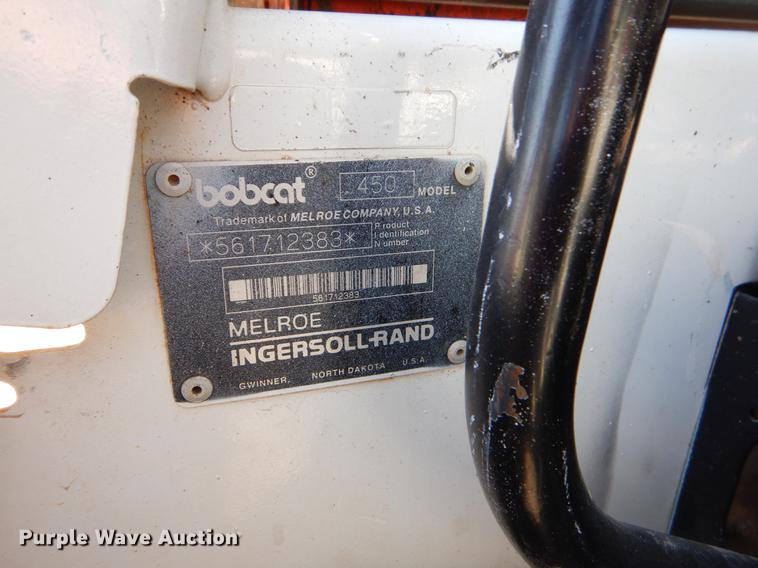 bobcat® 450 MODEL
Trademark of MELROE COMPANY, U.S.A.
*561712383* Product Identification Number
561712383
MELROE
INGERSOLL-RAND
GWINNER, NORTH DAKOTA U.S.A.
Purple Wave Auction